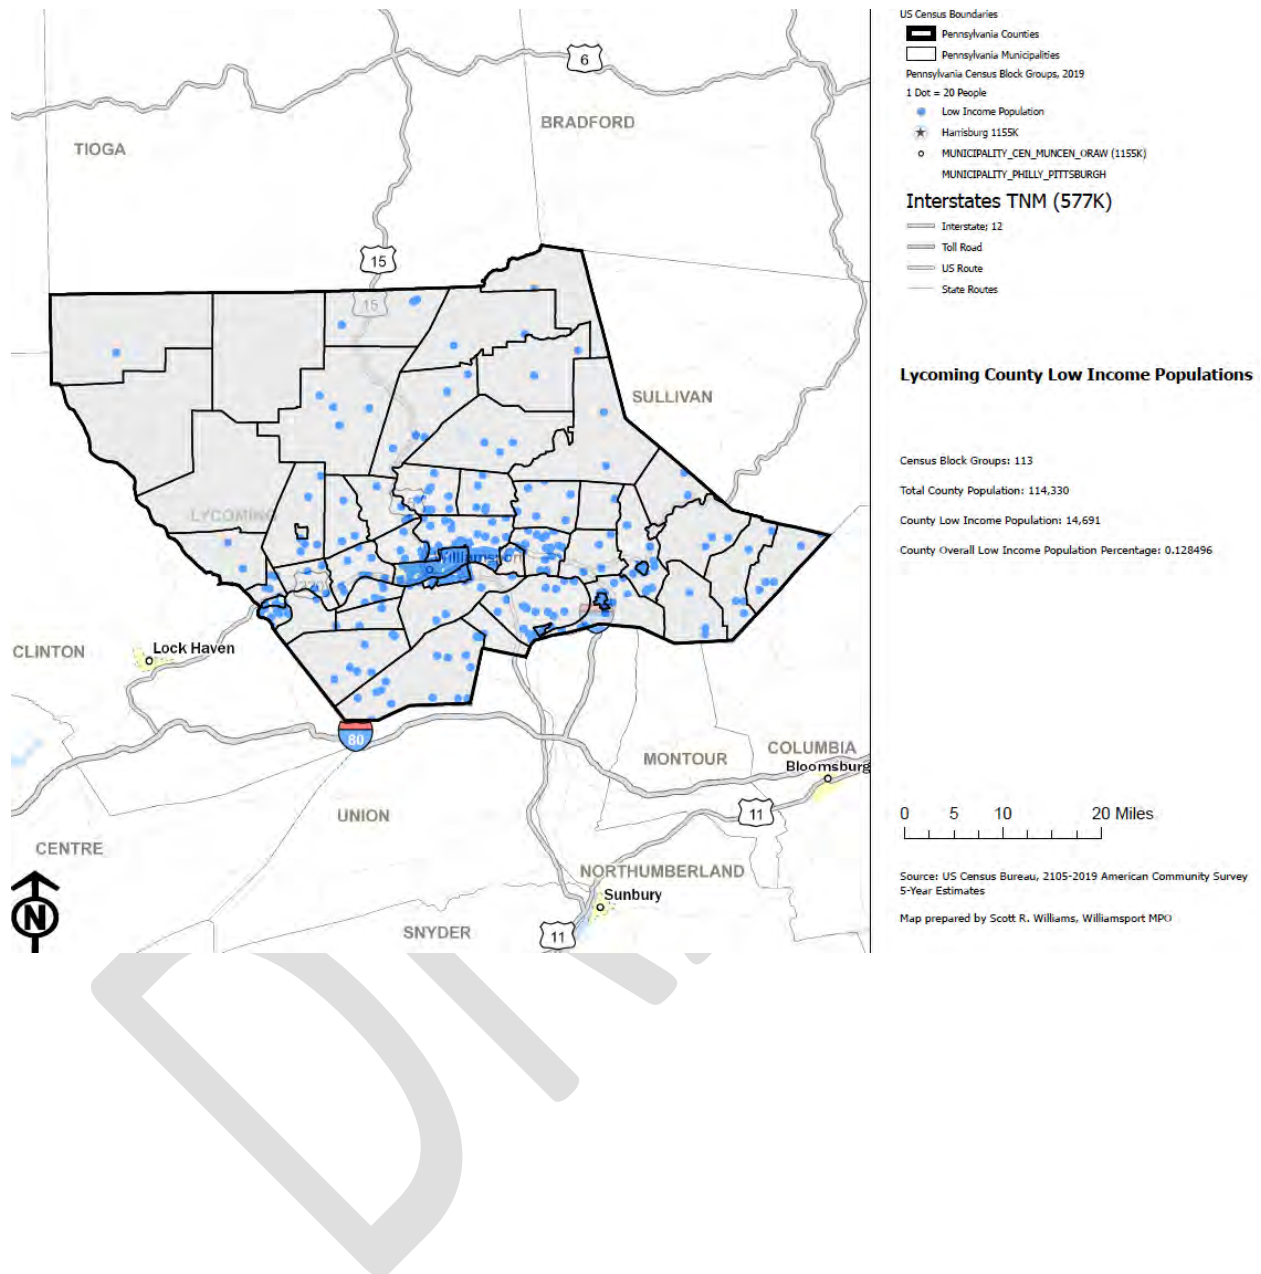 6
BRADFORD
TIOGA
15
15
SULLIVAN
LYCOMING
Williamsport
220
CLINTON
Lock Haven
80
MONTOUR
COLUMBIA
Bloomsburg
UNION
11
CENTRE
NORTHUMBERLAND
Sunbury
N
SNYDER
11
US Census Boundaries
Pennsylvania Counties
Pennsylvania Municipalities
Pennsylvania Census Block Groups, 2019
1 Dot = 20 People
Low Income Population
Harrisburg 1155K
MUNICIPALITY_CEN_MUNCEN_ORAW (1155K)
MUNICIPALITY_PHILLY_PITTSBURGH
Interstates TNM (577K)
Interstate; 12
Toll Road
US Route
State Routes
Lycoming County Low Income Populations
Census Block Groups: 113
Total County Population: 114,330
County Low Income Population: 14,691
County Overall Low Income Population Percentage: 0.128496
0 5 10 20 Miles
Source: US Census Bureau, 2105-2019 American Community Survey
5-Year Estimates
Map prepared by Scott R. Williams, Williamsport MPO